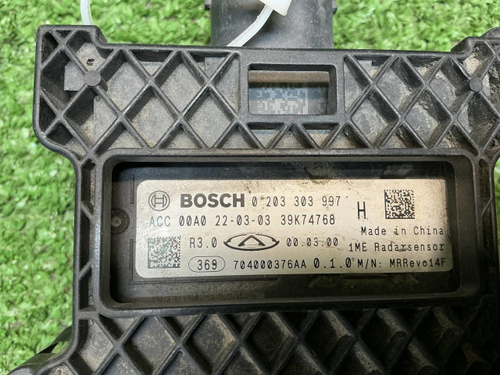 BOSCH 0 203 303 997
ACC 00A0 22-03-03 39K74768 H
Made in China
R3.0 00.03.00 1ME Radarsensor
369 704000376AA 0.1.0 M/N: MRRevo14F